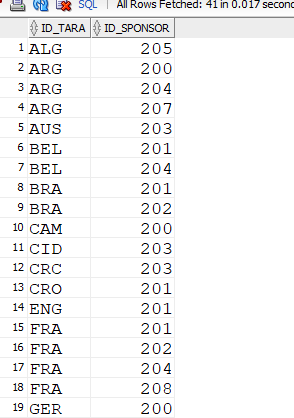 SQL | All Rows Fetched: 41 in 0.017 second
ID_TARA ID_SPONSOR
1 ALG 205
2 ARG 200
3 ARG 204
4 ARG 207
5 AUS 203
6 BEL 201
7 BEL 204
8 BRA 201
9 BRA 202
10 CAM 200
11 CID 203
12 CRC 203
13 CRO 201
14 ENG 201
15 FRA 201
16 FRA 202
17 FRA 204
18 FRA 208
19 GER 200